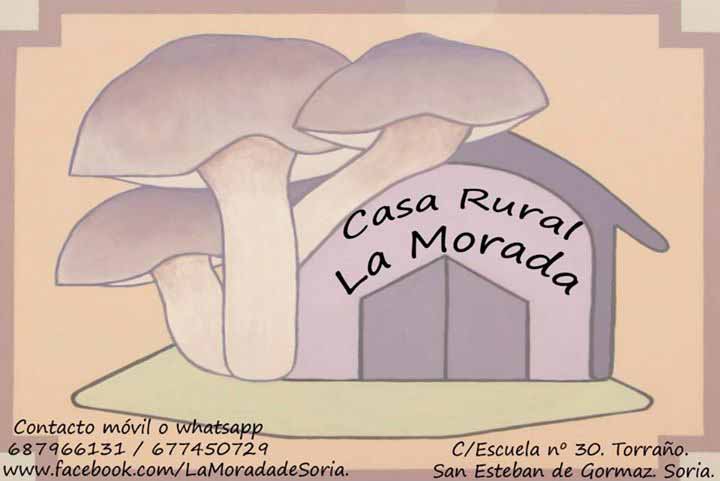 Casa Rural
La Morada
Contacto móvil o whatsapp
687966131 / 677450729
www.facebook.com/LaMoradadeSoria.
C/Escuela nº 30. Torraño.
San Esteban de Gormaz. Soria.